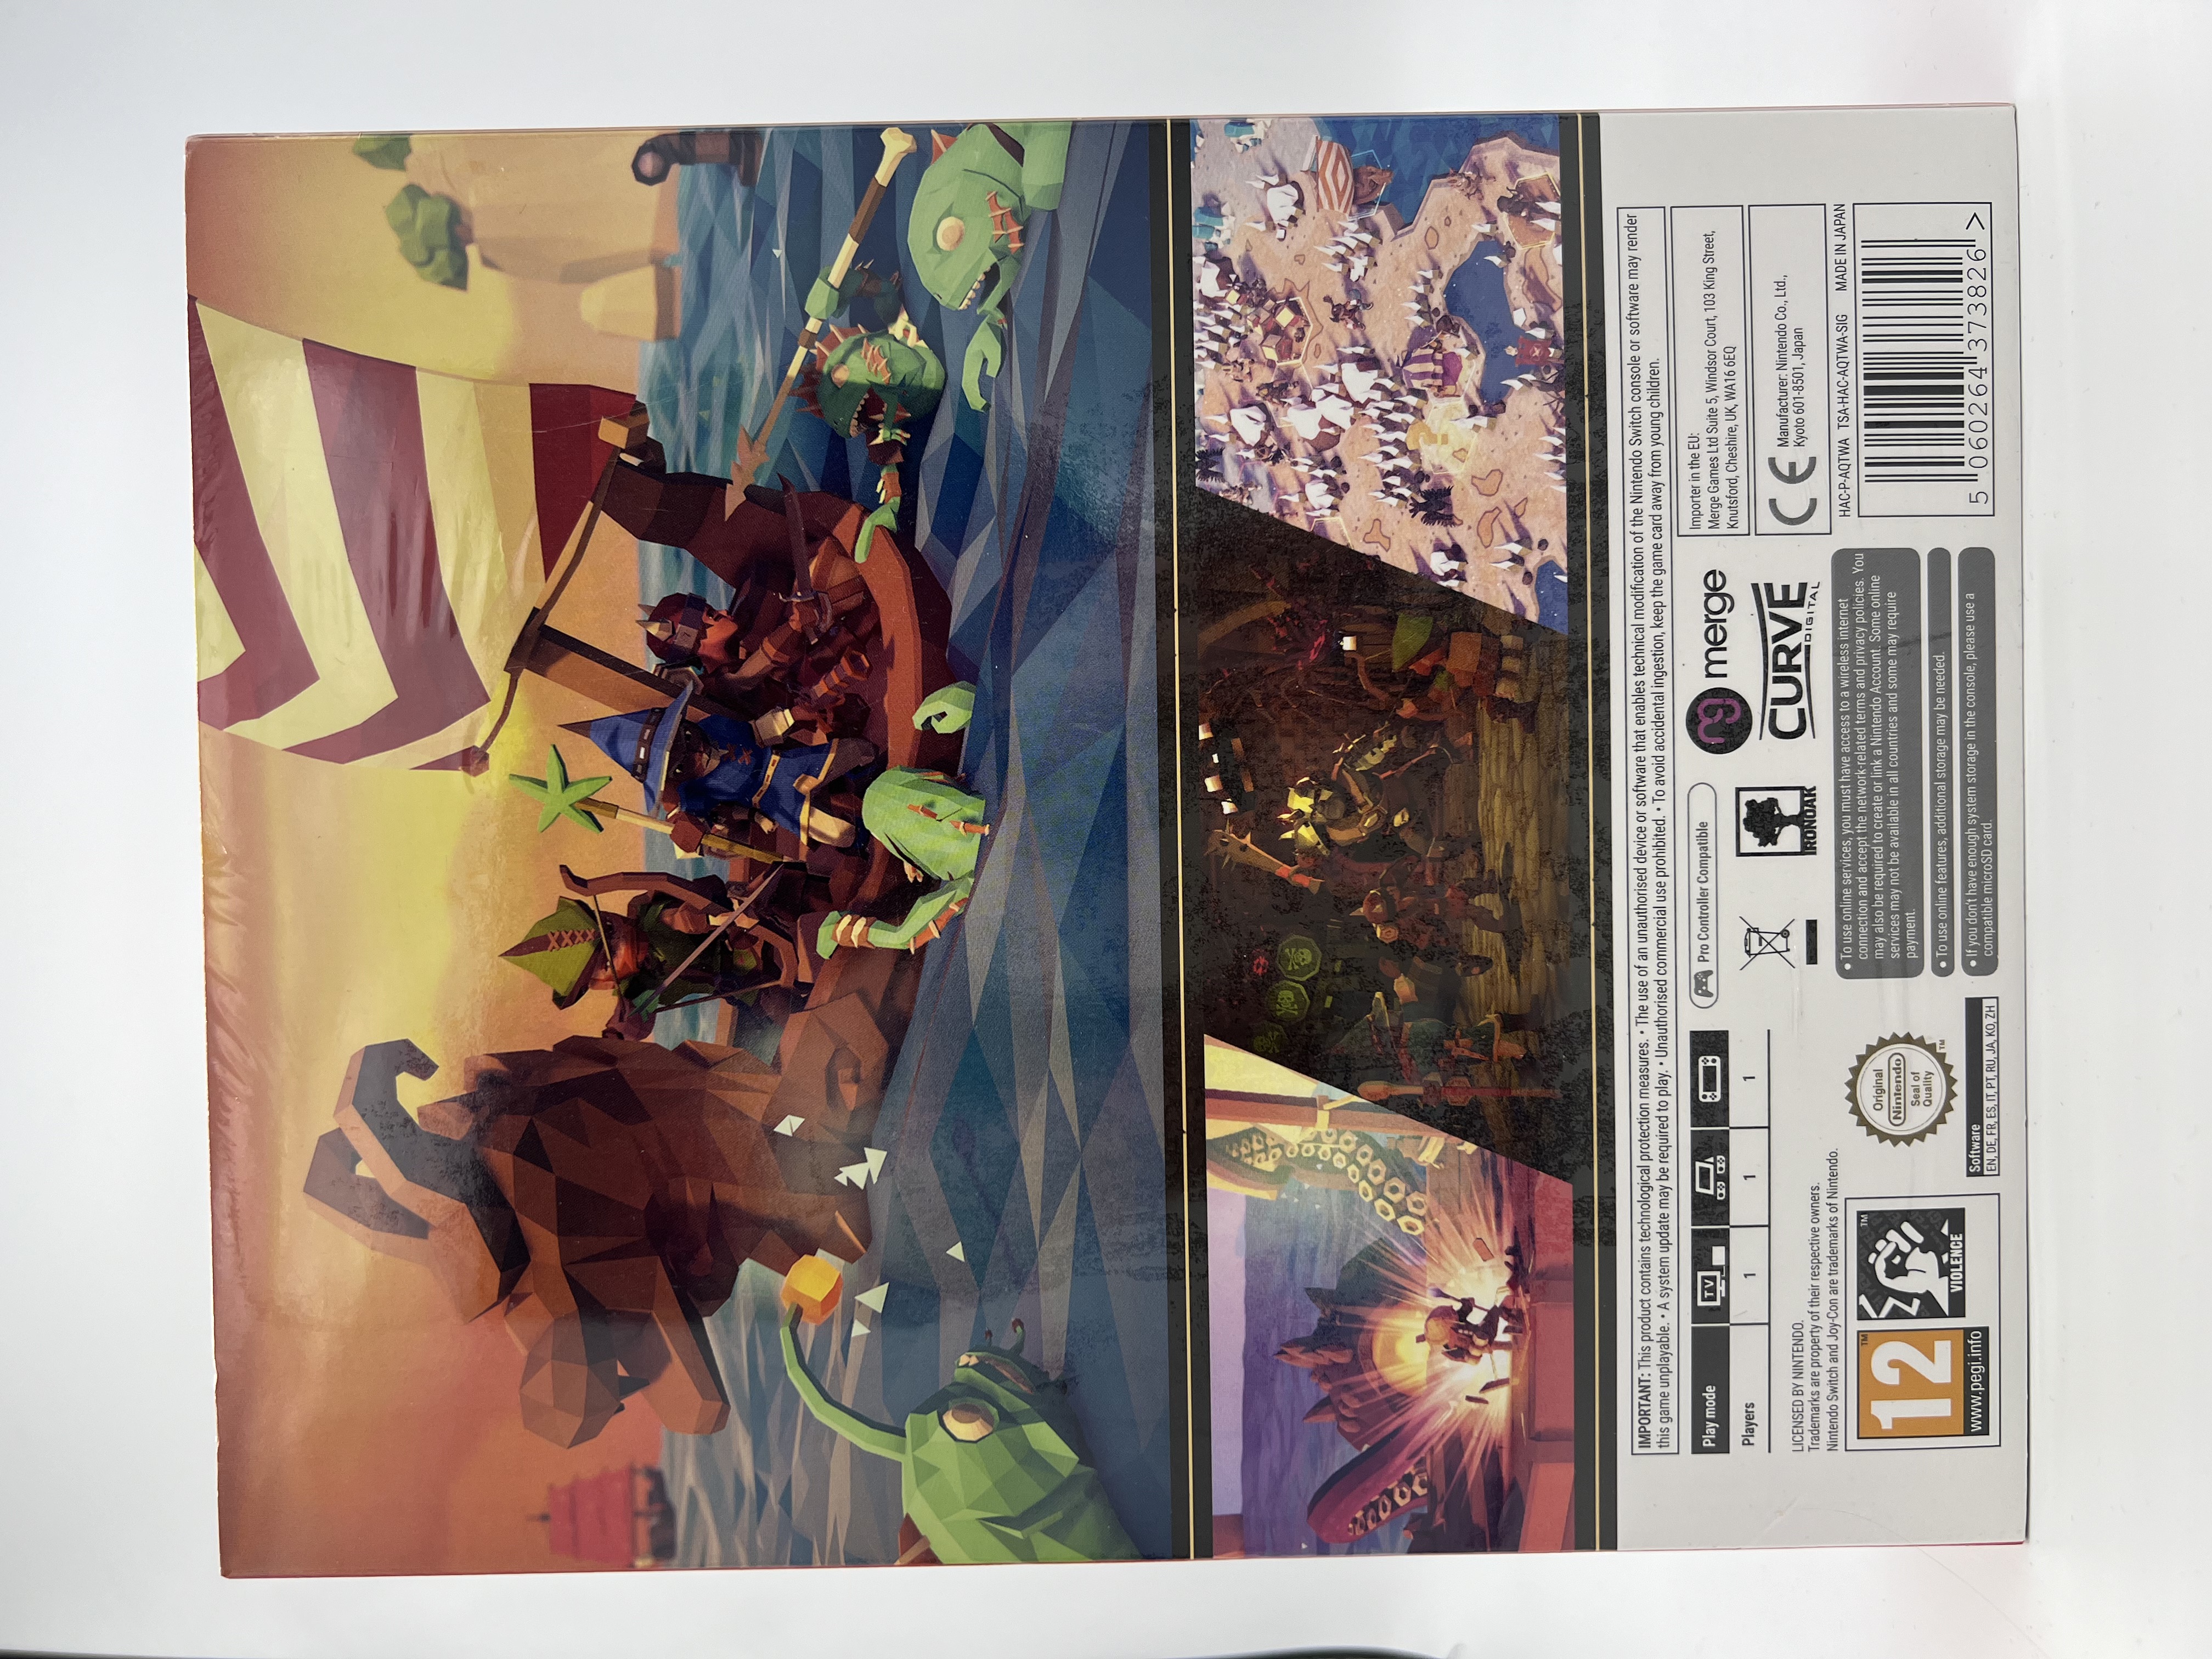 IMPORTANT: This product contains technological protection measures. • The use of an unauthorised device or software that enables technical modification of the Nintendo Switch console or software may render
this game unplayable. • A system update may be required to play. • Unauthorised commercial use prohibited. • To avoid accidental ingestion, keep the game card away from young children.
Play mode
TV
Players
1
1
1
Pro Controller Compatible
merge
IRONOAK
CURVE
DIGITAL
Importer in the EU:
Merge Games Ltd Suite 5, Windsor Court, 103 King Street,
Knutsford, Cheshire, UK, WA16 6EQ
CE
Manufacturer: Nintendo Co., Ltd.,
Kyoto 601-8501, Japan
LICENSED BY NINTENDO.
Trademarks are property of their respective owners.
Nintendo Switch and Joy-Con are trademarks of Nintendo.
12
TM
www.pegi.info
TM
VIOLENCE
Original
Nintendo
Seal of
Quality
TM
Software
EN, DE, FR, ES, IT, PT, RU, JA, KO, ZH
• To use online services, you must have access to a wireless internet
connection and accept the network-related terms and privacy policies. You
may also be required to create or link a Nintendo Account. Some online
services may not be available in all countries and some may require
payment.
• To use online features, additional storage may be needed.
• If you don't have enough system storage in the console, please use a
compatible microSD card.
HAC-P-AQTWA TSA-HAC-AQTWA-SIG MADE IN JAPAN
5 060264 373826 >